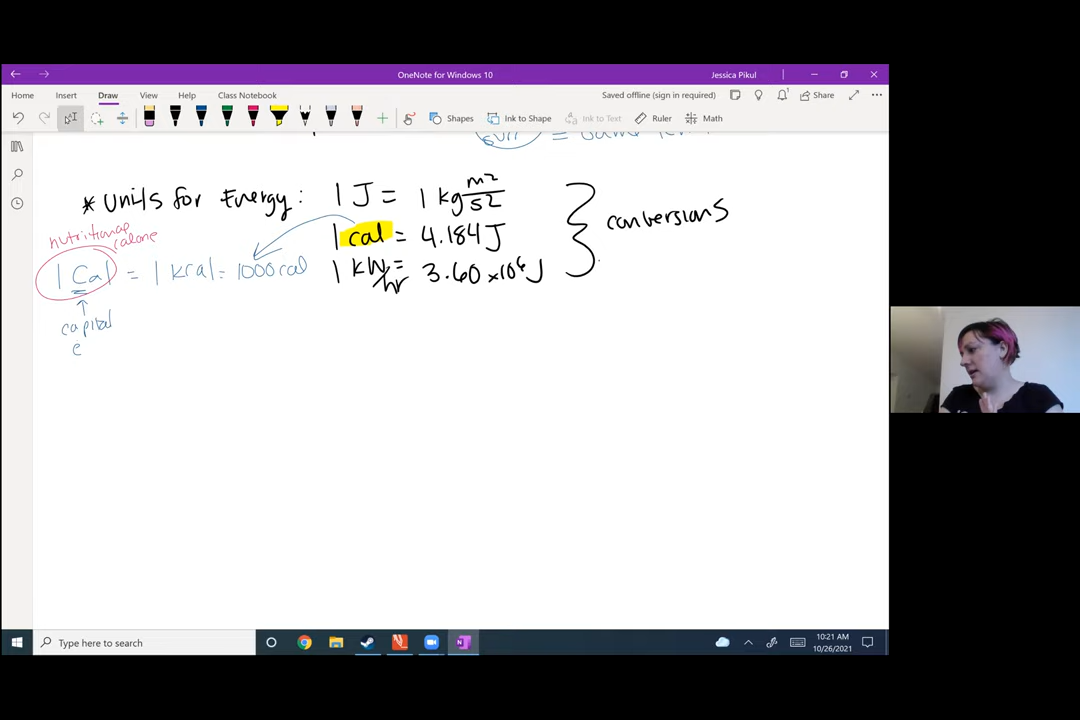 OneNote for Windows 10
Jessica Pikul
Home Insert Draw View Help Class Notebook
Saved offline (sign in required) Share
Shapes Ink to Shape Ink to Text Ruler Math
* Units for Energy: 1 J = 1 kg m2/s2
1 cal = 4.184 J
1 kW/hr = 3.60 x10^6 J
conversions
nutritional
calorie
1 Cal = 1 kcal = 1000 cal
capital
c
Type here to search
10:21 AM
10/26/2021